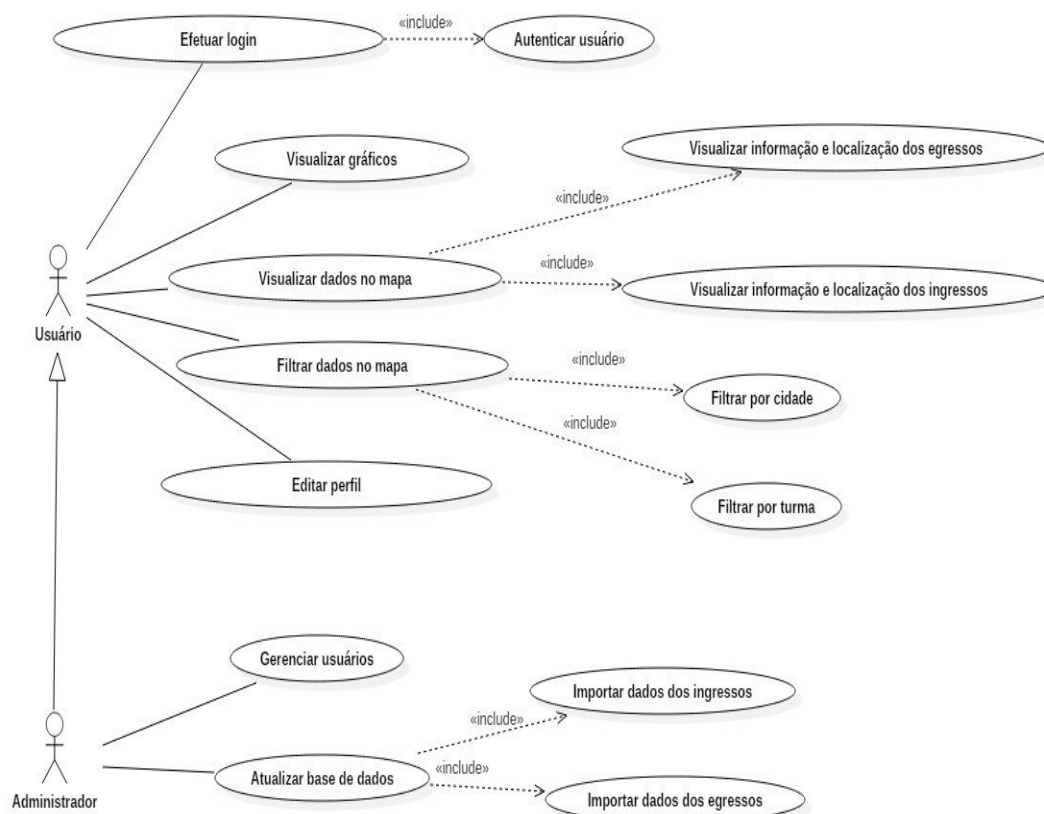 «include»
Efetuar login
Autenticar usuário
Visualizar gráficos
Visualizar informação e localização dos egressos
«include»
Visualizar dados no mapa
«include»
Visualizar informação e localização dos ingressos
Usuário
Filtrar dados no mapa
«include»
Filtrar por cidade
«include»
Editar perfil
Filtrar por turma
Gerenciar usuários
Importar dados dos ingressos
«include»
Atualizar base de dados
«include»
Importar dados dos egressos
Administrador